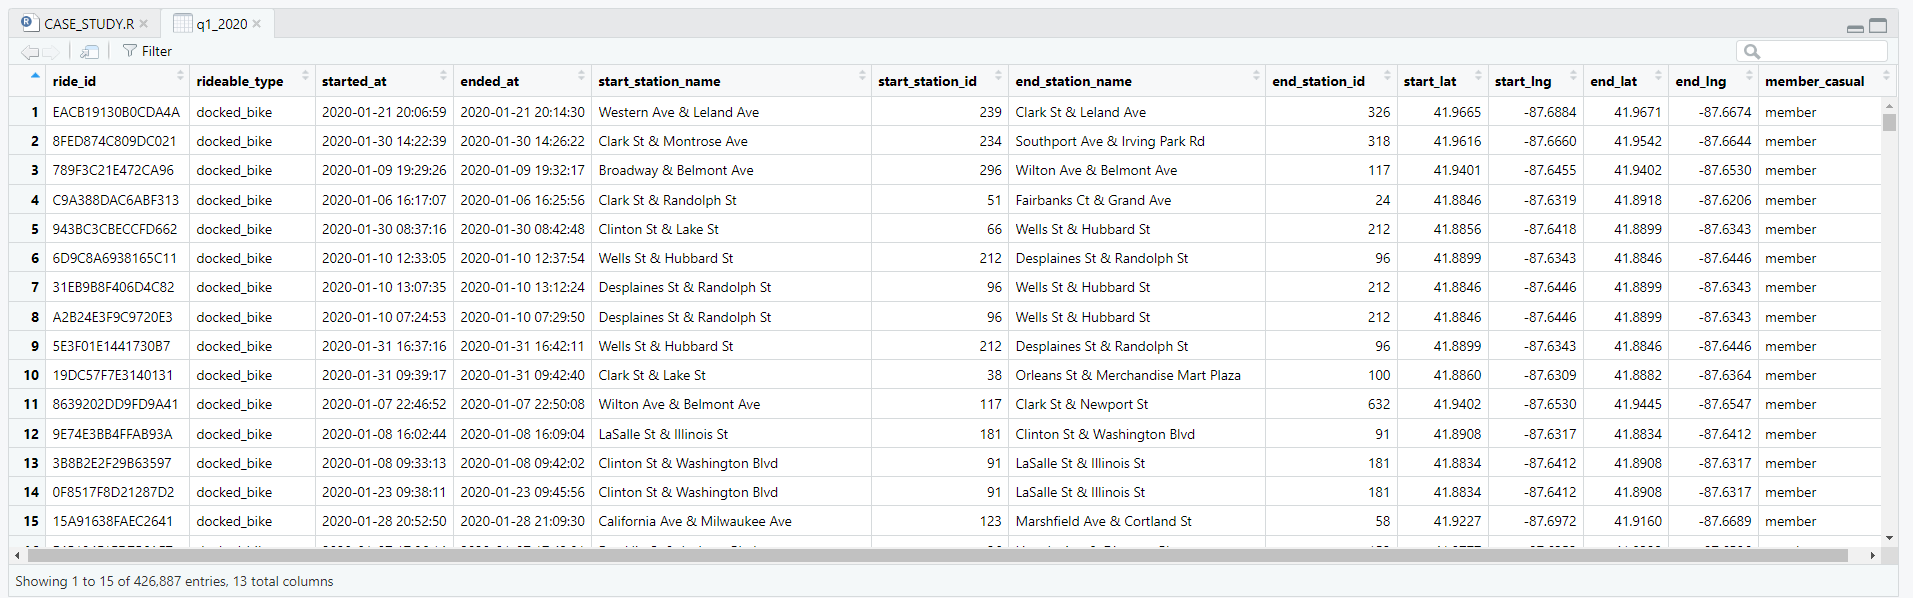 CASE_STUDY.R q1_2020
Filter
ride_id rideable_type started_at ended_at start_station_name start_station_id end_station_name end_station_id start_lat start_lng end_lat end_lng member_casual
1 EACB19130B0CDA4A docked_bike 2020-01-21 20:06:59 2020-01-21 20:14:30 Western Ave & Leland Ave 239 Clark St & Leland Ave 326 41.9665 -87.6884 41.9671 -87.6674 member
2 8FED874C809DC021 docked_bike 2020-01-30 14:22:39 2020-01-30 14:26:22 Clark St & Montrose Ave 234 Southport Ave & Irving Park Rd 318 41.9616 -87.6660 41.9542 -87.6644 member
3 789F3C21E472CA96 docked_bike 2020-01-09 19:29:26 2020-01-09 19:32:17 Broadway & Belmont Ave 296 Wilton Ave & Belmont Ave 117 41.9401 -87.6455 41.9402 -87.6530 member
4 C9A388DAC6ABF313 docked_bike 2020-01-06 16:17:07 2020-01-06 16:25:56 Clark St & Randolph St 51 Fairbanks Ct & Grand Ave 24 41.8846 -87.6319 41.8918 -87.6206 member
5 943BC3CBECCFD662 docked_bike 2020-01-30 08:37:16 2020-01-30 08:42:48 Clinton St & Lake St 66 Wells St & Hubbard St 212 41.8856 -87.6418 41.8899 -87.6343 member
6 6D9C8A6938165C11 docked_bike 2020-01-10 12:33:05 2020-01-10 12:37:54 Wells St & Hubbard St 212 Desplaines St & Randolph St 96 41.8899 -87.6343 41.8846 -87.6446 member
7 31EB9B8F406D4C82 docked_bike 2020-01-10 13:07:35 2020-01-10 13:12:24 Desplaines St & Randolph St 96 Wells St & Hubbard St 212 41.8846 -87.6446 41.8899 -87.6343 member
8 A2B24E3F9C9720E3 docked_bike 2020-01-10 07:24:53 2020-01-10 07:29:50 Desplaines St & Randolph St 96 Wells St & Hubbard St 212 41.8846 -87.6446 41.8899 -87.6343 member
9 5E3F01E1441730B7 docked_bike 2020-01-31 16:37:16 2020-01-31 16:42:11 Wells St & Hubbard St 212 Desplaines St & Randolph St 96 41.8899 -87.6343 41.8846 -87.6446 member
10 19DC57F7E3140131 docked_bike 2020-01-31 09:39:17 2020-01-31 09:42:40 Clark St & Lake St 38 Orleans St & Merchandise Mart Plaza 100 41.8860 -87.6309 41.8882 -87.6364 member
11 8639202DD9FD9A41 docked_bike 2020-01-07 22:46:52 2020-01-07 22:50:08 Wilton Ave & Belmont Ave 117 Clark St & Newport St 632 41.9402 -87.6530 41.9445 -87.6547 member
12 9E74E3BB4FFAB93A docked_bike 2020-01-08 16:02:44 2020-01-08 16:09:04 LaSalle St & Illinois St 181 Clinton St & Washington Blvd 91 41.8908 -87.6317 41.8834 -87.6412 member
13 3B8B2E2F29B63597 docked_bike 2020-01-08 09:33:13 2020-01-08 09:42:02 Clinton St & Washington Blvd 91 LaSalle St & Illinois St 181 41.8834 -87.6412 41.8908 -87.6317 member
14 0F8517F8D21287D2 docked_bike 2020-01-23 09:38:11 2020-01-23 09:45:56 Clinton St & Washington Blvd 91 LaSalle St & Illinois St 181 41.8834 -87.6412 41.8908 -87.6317 member
15 15A91638FAEC2641 docked_bike 2020-01-28 20:52:50 2020-01-28 21:09:30 California Ave & Milwaukee Ave 123 Marshfield Ave & Cortland St 58 41.9227 -87.6972 41.9160 -87.6689 member
Showing 1 to 15 of 426,887 entries, 13 total columns